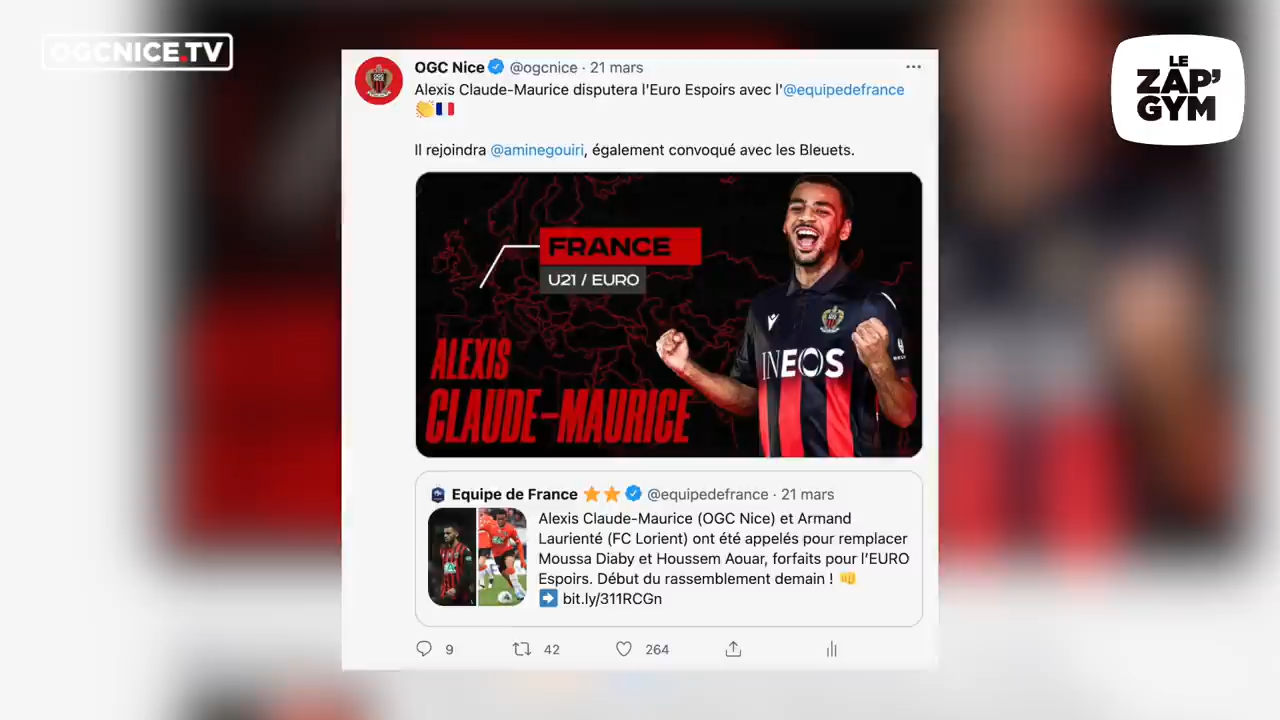 OGCNICE.TV
LE
ZAP'
GYM
OGC Nice @ogcnice · 21 mars
Alexis Claude-Maurice disputera l'Euro Espoirs avec l'@equipedefrance
👏🇫🇷
Il rejoindra @aminegouiri, également convoqué avec les Bleuets.
FRANCE
U21 / EURO
INEOS
ALEXIS
CLAUDE-MAURICE
Equipe de France ⭐⭐ @equipedefrance · 21 mars
Alexis Claude-Maurice (OGC Nice) et Armand
Laurienté (FC Lorient) ont été appelés pour remplacer
Moussa Diaby et Houssem Aouar, forfaits pour l'EURO
Espoirs. Début du rassemblement demain ! 👊
➡️ bit.ly/311RCGn
9 42 264